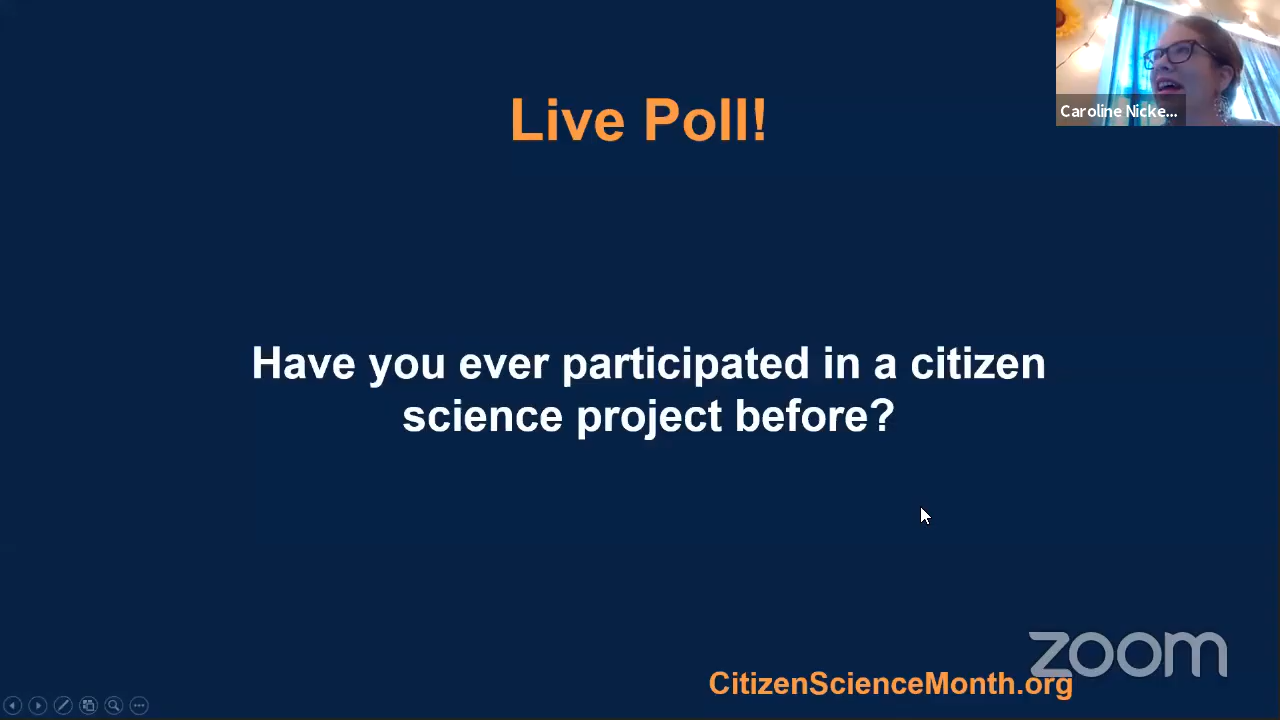 Live Poll!
Caroline Nicke...
Have you ever participated in a citizen
science project before?
zoom
CitizenScienceMonth.org